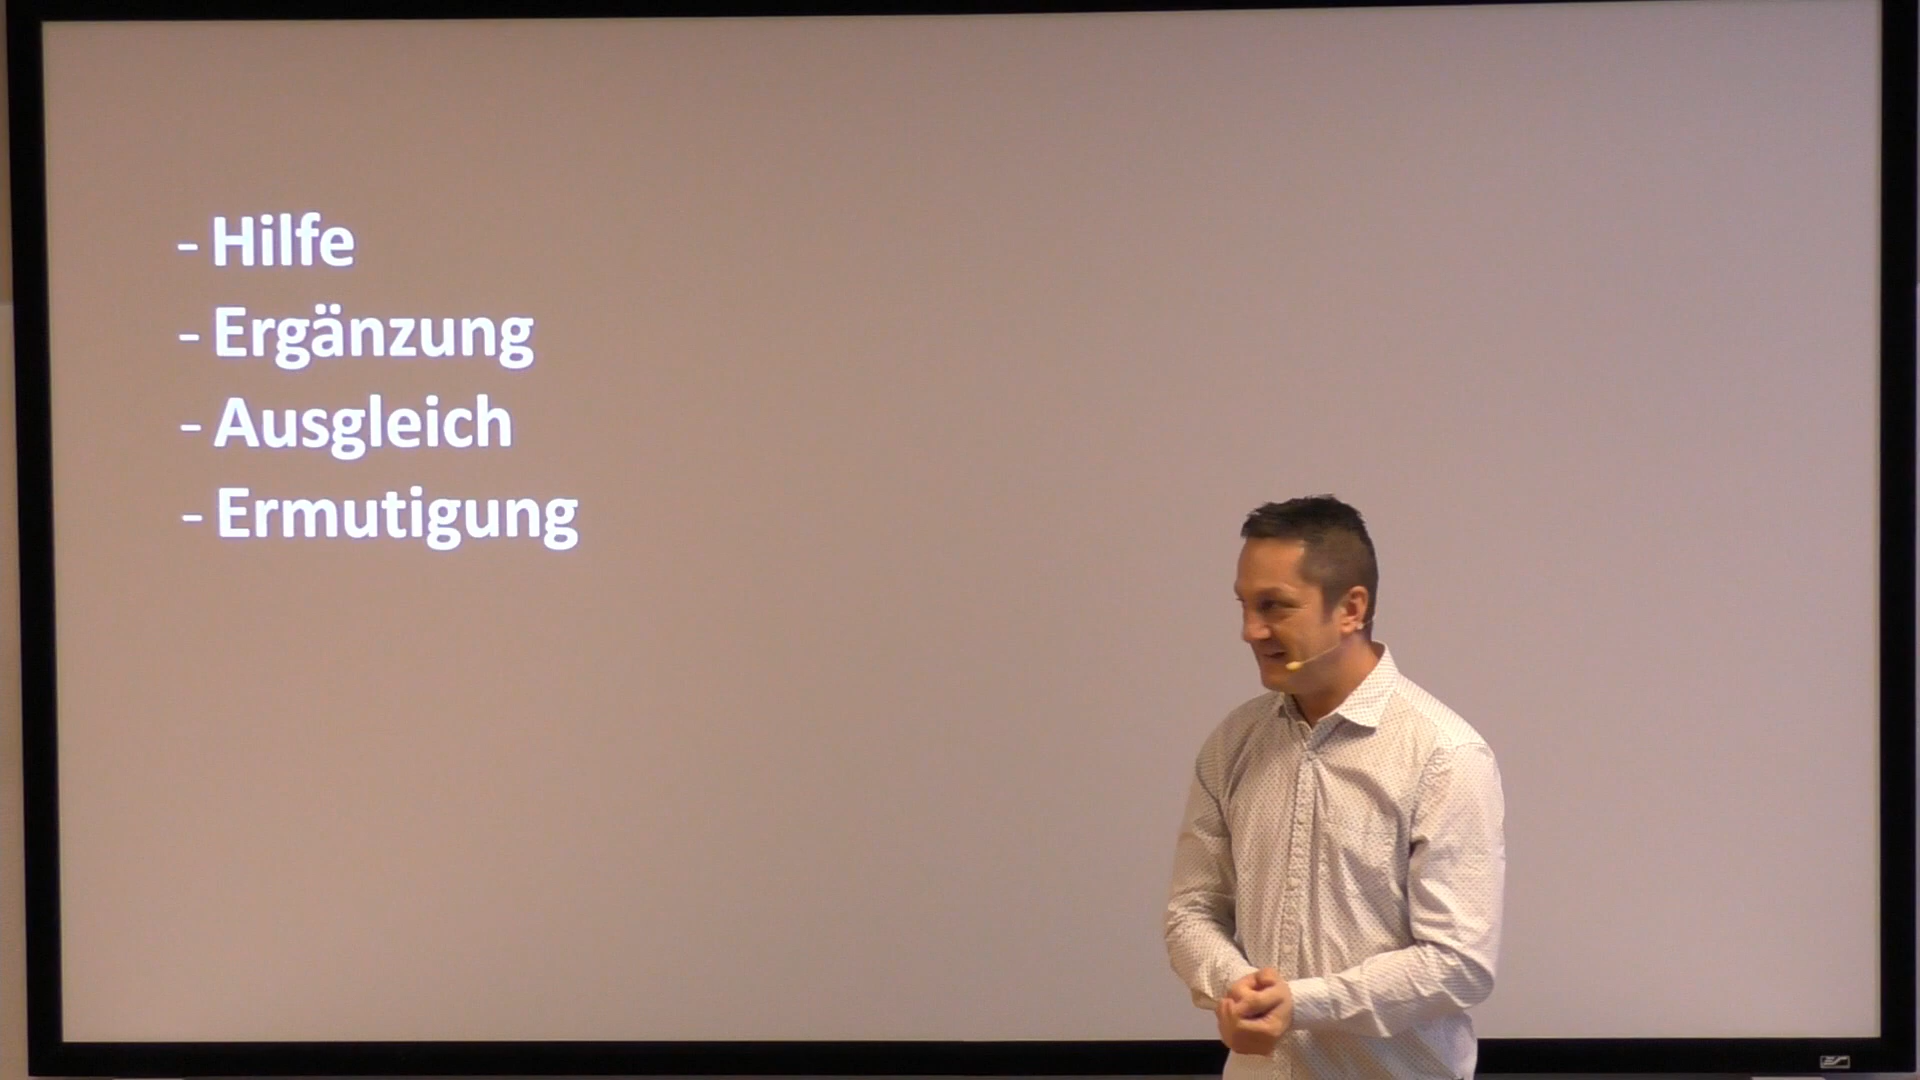 - Hilfe
- Ergänzung
- Ausgleich
- Ermutigung